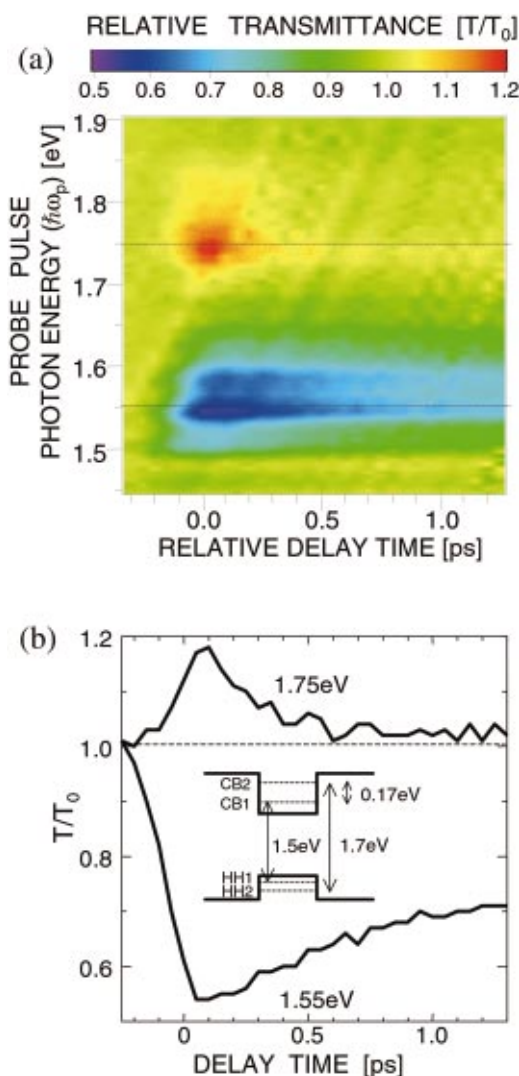 RELATIVE TRANSMITTANCE [T/T0]
(a)
0.5 0.6 0.7 0.8 0.9 1.0 1.1 1.2
PROBE PULSE
PHOTON ENERGY (ℏωp) [eV]
1.9
1.8
1.7
1.6
1.5
0.0 0.5 1.0
RELATIVE DELAY TIME [ps]
(b)
T/T0
1.2
1.0
0.8
0.6
1.75eV
CB2
CB1
0.17eV
1.5eV
1.7eV
HH1
HH2
1.55eV
0 0.5 1.0
DELAY TIME [ps]